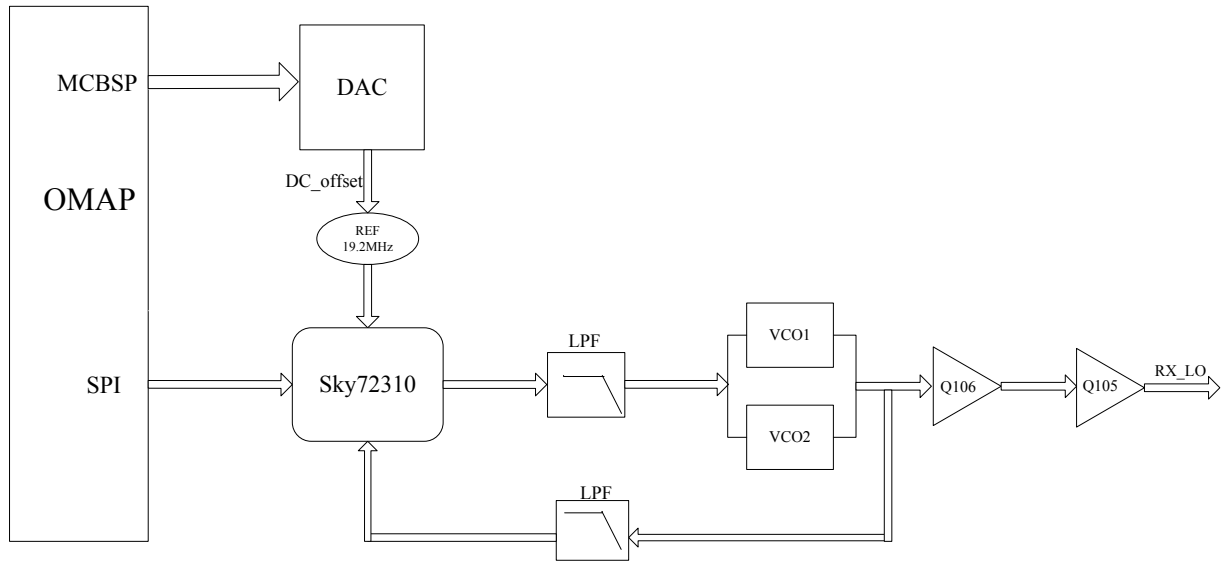 MCBSP
DAC
DC_offset
OMAP
REF
19.2MHz
SPI
Sky72310
LPF
VCO1
VCO2
Q106
Q105
RX_LO
LPF